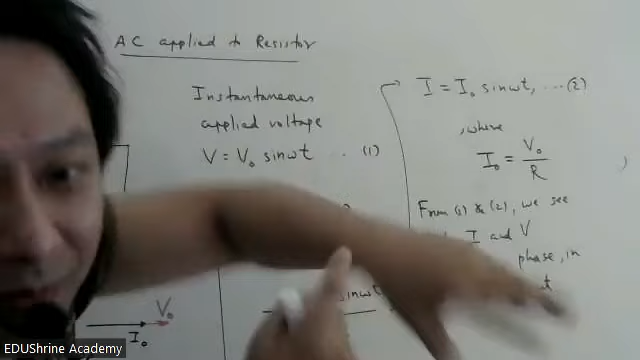 AC applied to Resistor
Instantaneous
applied voltage
V = V₀ sinωt ... (1)
sinωt
I = I₀ sinωt, ... (2)
, where
I₀ = V₀/R
From (1) & (2), we see
I and V
phase, in
V₀
I₀
EDUShrine Academy